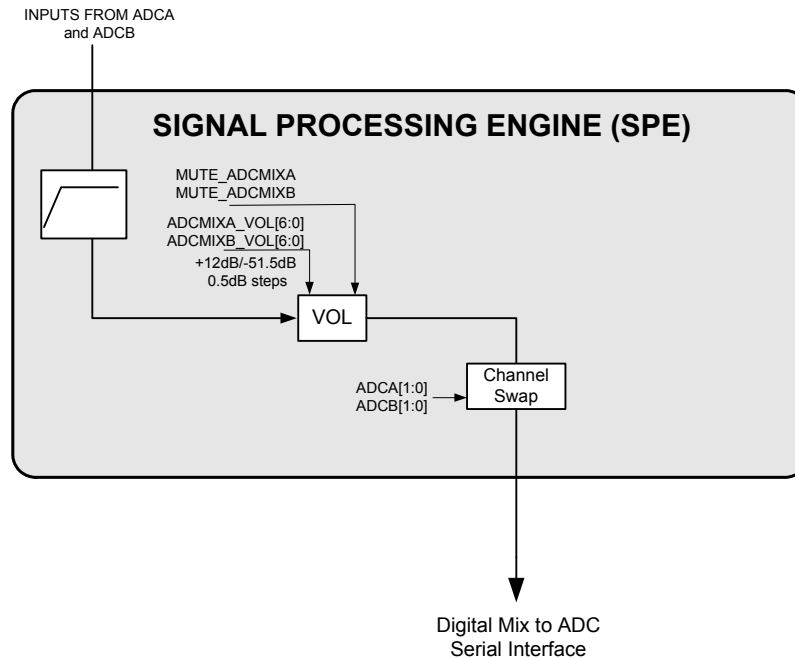 INPUTS FROM ADCA
and ADCB
SIGNAL PROCESSING ENGINE (SPE)
MUTE_ADCMIXA
MUTE_ADCMIXB
ADCMIXA_VOL[6:0]
ADCMIXB_VOL[6:0]
+12dB/-51.5dB
0.5dB steps
VOL
Channel
Swap
ADCA[1:0]
ADCB[1:0]
Digital Mix to ADC
Serial Interface